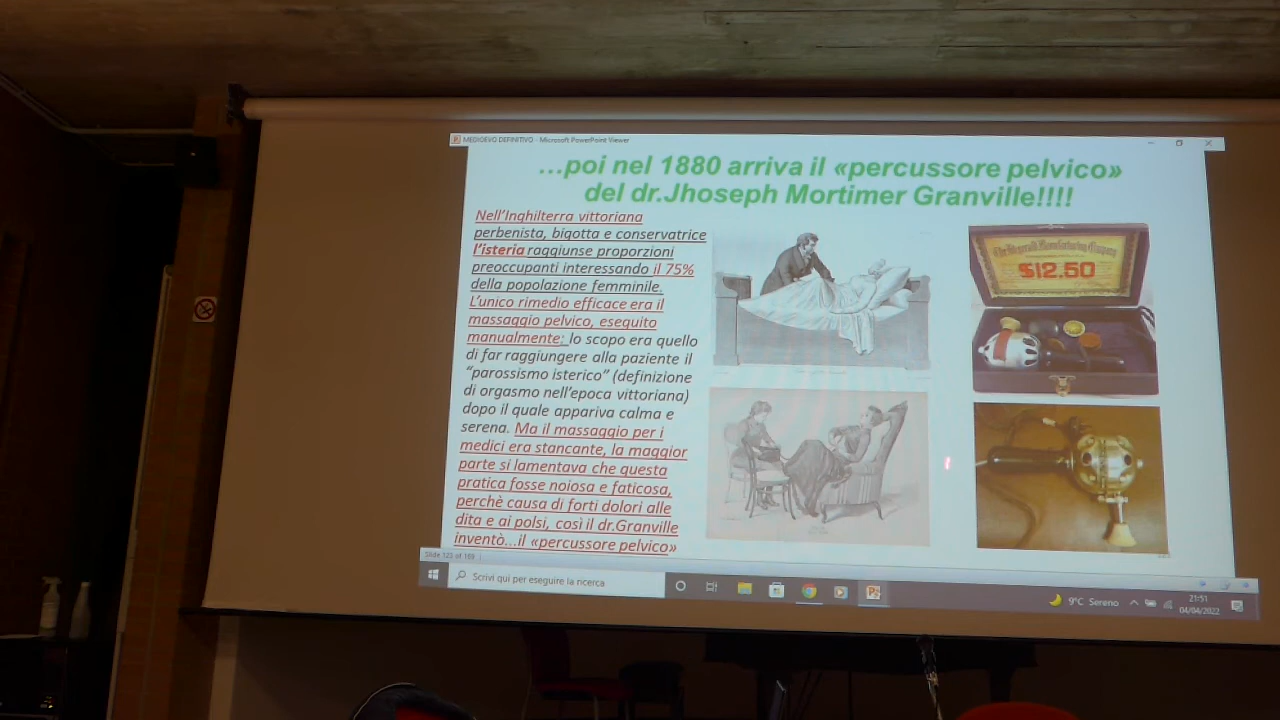 MEDIOEVO DEFINITIVO - Microsoft PowerPoint Viewer
...poi nel 1880 arriva il «percussore pelvico»
del dr.Jhoseph Mortimer Granville!!!!
Nell'Inghilterra vittoriana
perbenista, bigotta e conservatrice
l'isteria raggiunse proporzioni
preoccupanti interessando il 75%
della popolazione femminile.
L'unico rimedio efficace era il
massaggio pelvico, eseguito
manualmente: lo scopo era quello
di far raggiungere alla paziente il
"parossismo isterico" (definizione
di orgasmo nell'epoca vittoriana)
dopo il quale appariva calma e
serena. Ma il massaggio per i
medici era stancante, la maggior
parte si lamentava che questa
pratica fosse noiosa e faticosa,
perchè causa di forti dolori alle
dita e ai polsi, così il dr.Granville
inventò...il «percussore pelvico»
$12.50
Slide 123 of 189
Scrivi qui per eseguire la ricerca
9°C Sereno
21:51
04/04/2022